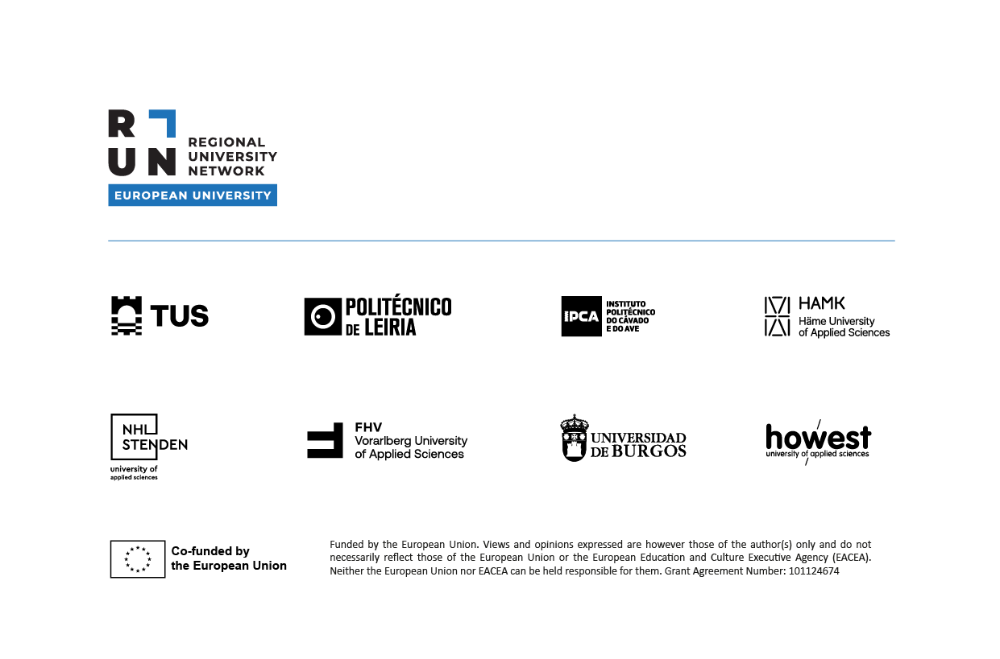 R
UN
REGIONAL
UNIVERSITY
NETWORK
EUROPEAN UNIVERSITY
TUS
POLITÉCNICO
DE LEIRIA
IPCA
INSTITUTO
POLITÉCNICO
DO CÁVADO
E DO AVE
HAMK
Häme University
of Applied Sciences
NHL
STENDEN
university of
applied sciences
FHV
Vorarlberg University
of Applied Sciences
UNIVERSIDAD
DE BURGOS
howest
university of applied sciences
Co-funded by
the European Union
Funded by the European Union. Views and opinions expressed are however those of the author(s) only and do not
necessarily reflect those of the European Union or the European Education and Culture Executive Agency (EACEA).
Neither the European Union nor EACEA can be held responsible for them. Grant Agreement Number: 101124674